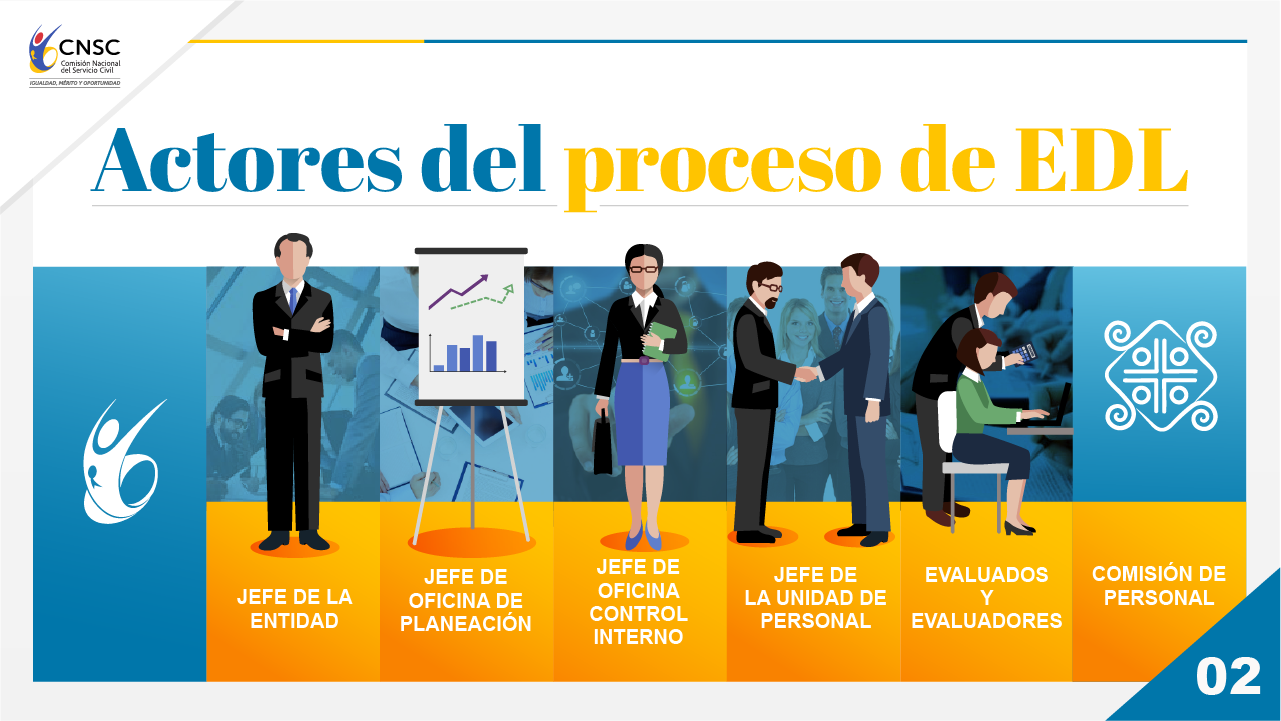 CNSC
Comisión Nacional
del Servicio Civil
IGUALDAD, MÉRITO Y OPORTUNIDAD
Actores del proceso de EDL
JEFE DE LA
ENTIDAD
JEFE DE
OFICINA DE
PLANEACIÓN
JEFE DE
OFICINA
CONTROL
INTERNO
JEFE DE
LA UNIDAD DE
PERSONAL
EVALUADOS
Y
EVALUADORES
COMISIÓN DE
PERSONAL
02